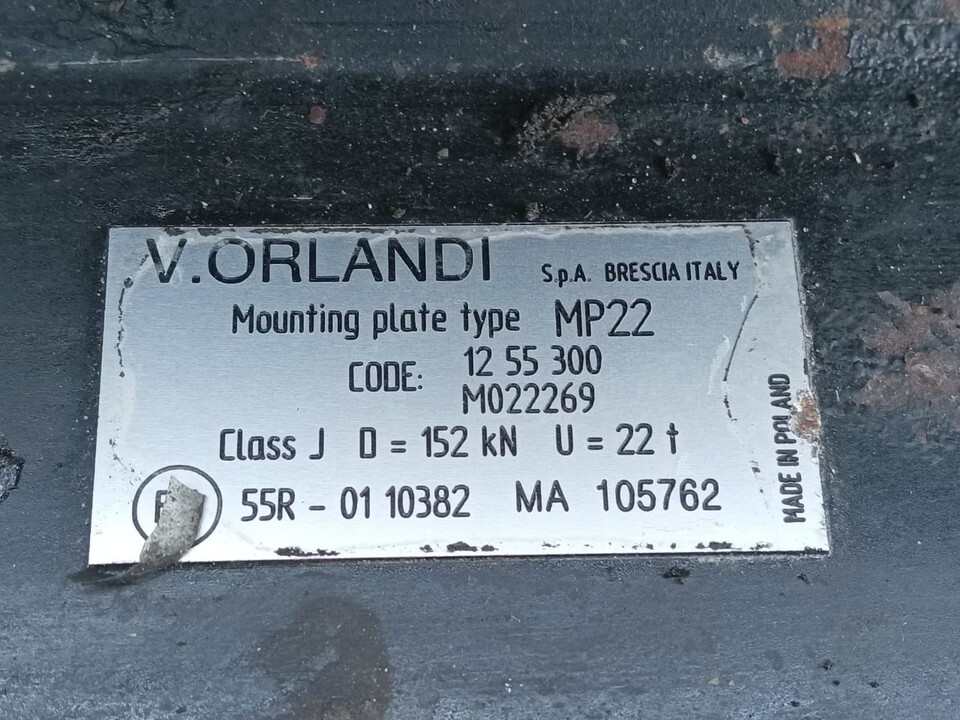 V.ORLANDI S.p.A. BRESCIA ITALY
Mounting plate type MP22
CODE: 12 55 300
M022269
Class J D = 152 kN U = 22 t
55R - 01 10382 MA 105762
MADE IN POLAND